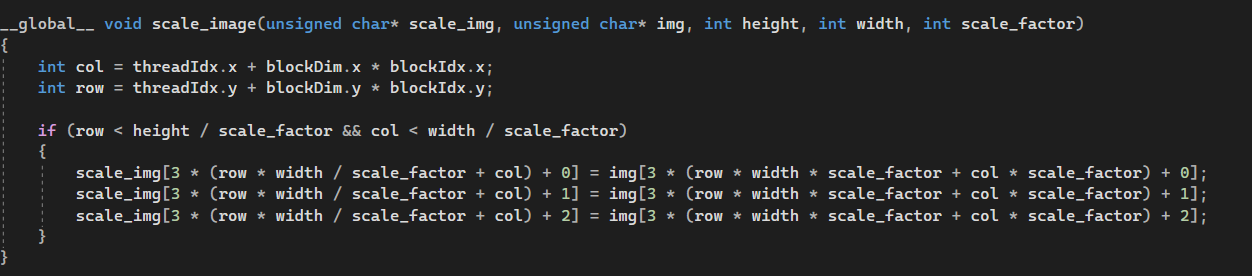 __global__ void scale_image(unsigned char* scale_img, unsigned char* img, int height, int width, int scale_factor)
{
    int col = threadIdx.x + blockDim.x * blockIdx.x;
    int row = threadIdx.y + blockDim.y * blockIdx.y;

    if (row < height / scale_factor && col < width / scale_factor)
    {
        scale_img[3 * (row * width / scale_factor + col) + 0] = img[3 * (row * width * scale_factor + col * scale_factor) + 0];
        scale_img[3 * (row * width / scale_factor + col) + 1] = img[3 * (row * width * scale_factor + col * scale_factor) + 1];
        scale_img[3 * (row * width / scale_factor + col) + 2] = img[3 * (row * width * scale_factor + col * scale_factor) + 2];
    }
}